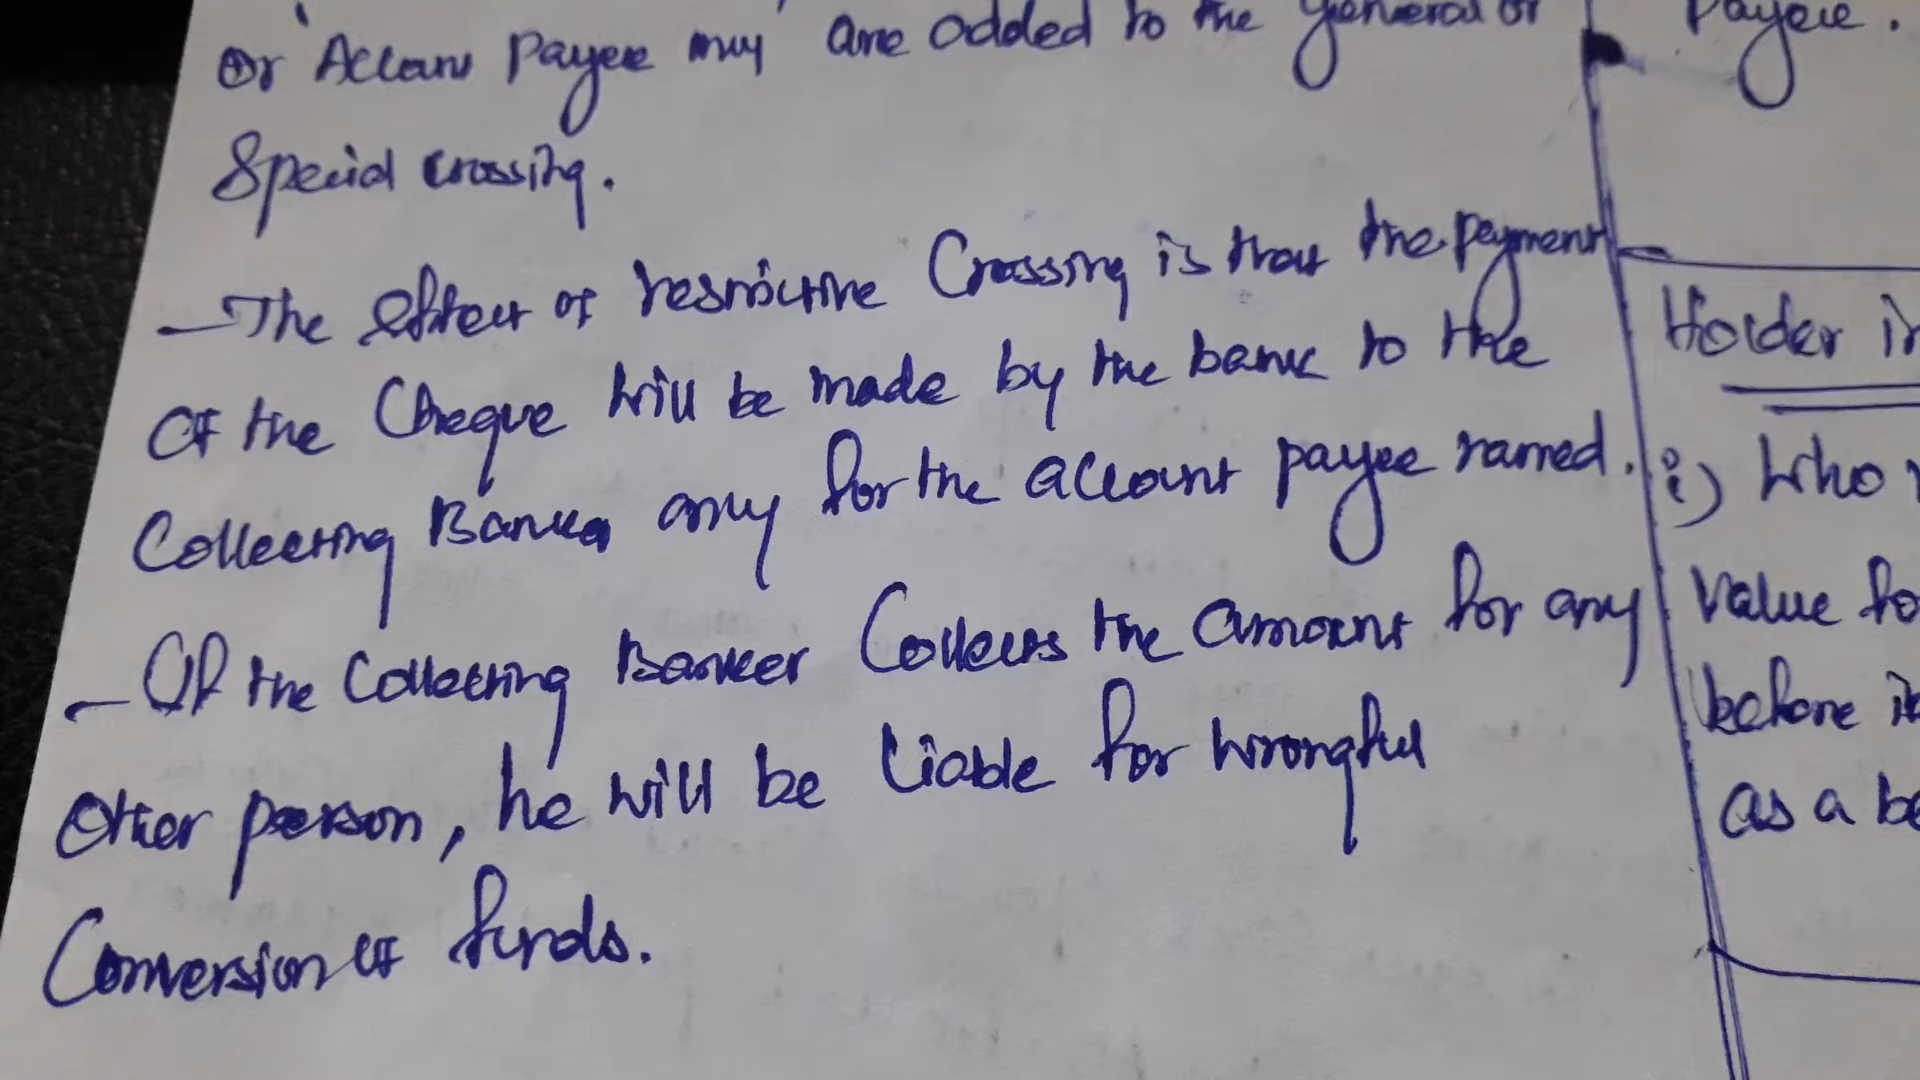 or 'Account Payee only' are added to the general or
Special crossing.
- The effect of restrictive Crossing is that the payment
of the Cheque will be made by the bank to the
Collecting Banker only for the account payee named.
- If the Collecting Banker Collects the amount for any
other person, he will be liable for wrongful
Conversion of funds.
Payee.
Holder in
i) who
Value fo
before it
as a be